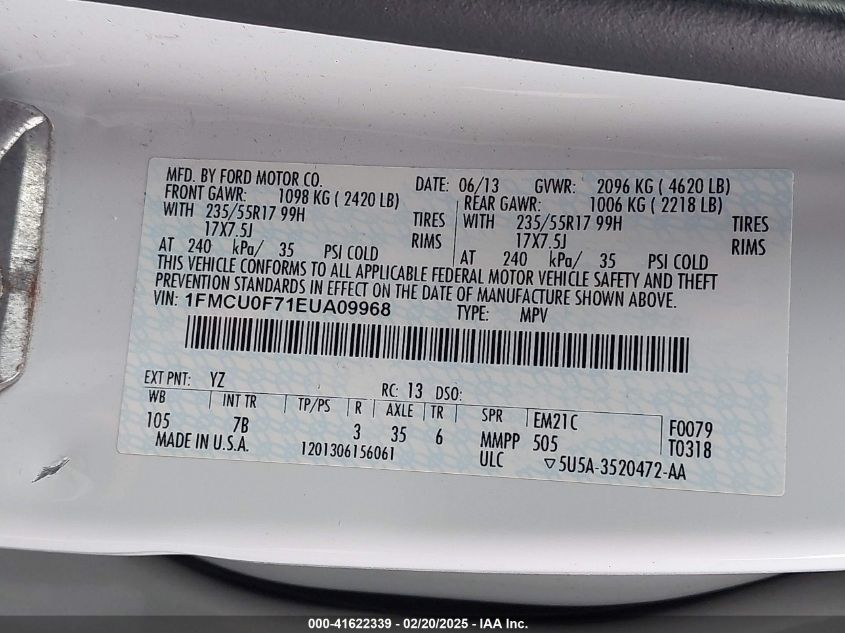 MFD. BY FORD MOTOR CO. DATE: 06/13 GVWR: 2096 KG ( 4620 LB)
FRONT GAWR: 1098 KG ( 2420 LB) REAR GAWR: 1006 KG ( 2218 LB)
WITH 235/55R17 99H TIRES WITH 235/55R17 99H TIRES
17X7.5J RIMS 17X7.5J RIMS
AT 240 kPa/ 35 PSI COLD AT 240 kPa/ 35 PSI COLD
THIS VEHICLE CONFORMS TO ALL APPLICABLE FEDERAL MOTOR VEHICLE SAFETY AND THEFT
PREVENTION STANDARDS IN EFFECT ON THE DATE OF MANUFACTURE SHOWN ABOVE.
VIN: 1FMCU0F71EUA09968 TYPE: MPV
EXT PNT: YZ RC: 13 DSO:
WB INT TR TP/PS R AXLE TR SPR EM21C F0079
105 7B 3 35 6 MMPP 505 T0318
MADE IN U.S.A. 1201306156061 ULC ▽5U5A-3520472-AA
000-41622339 - 02/20/2025 - IAA Inc.